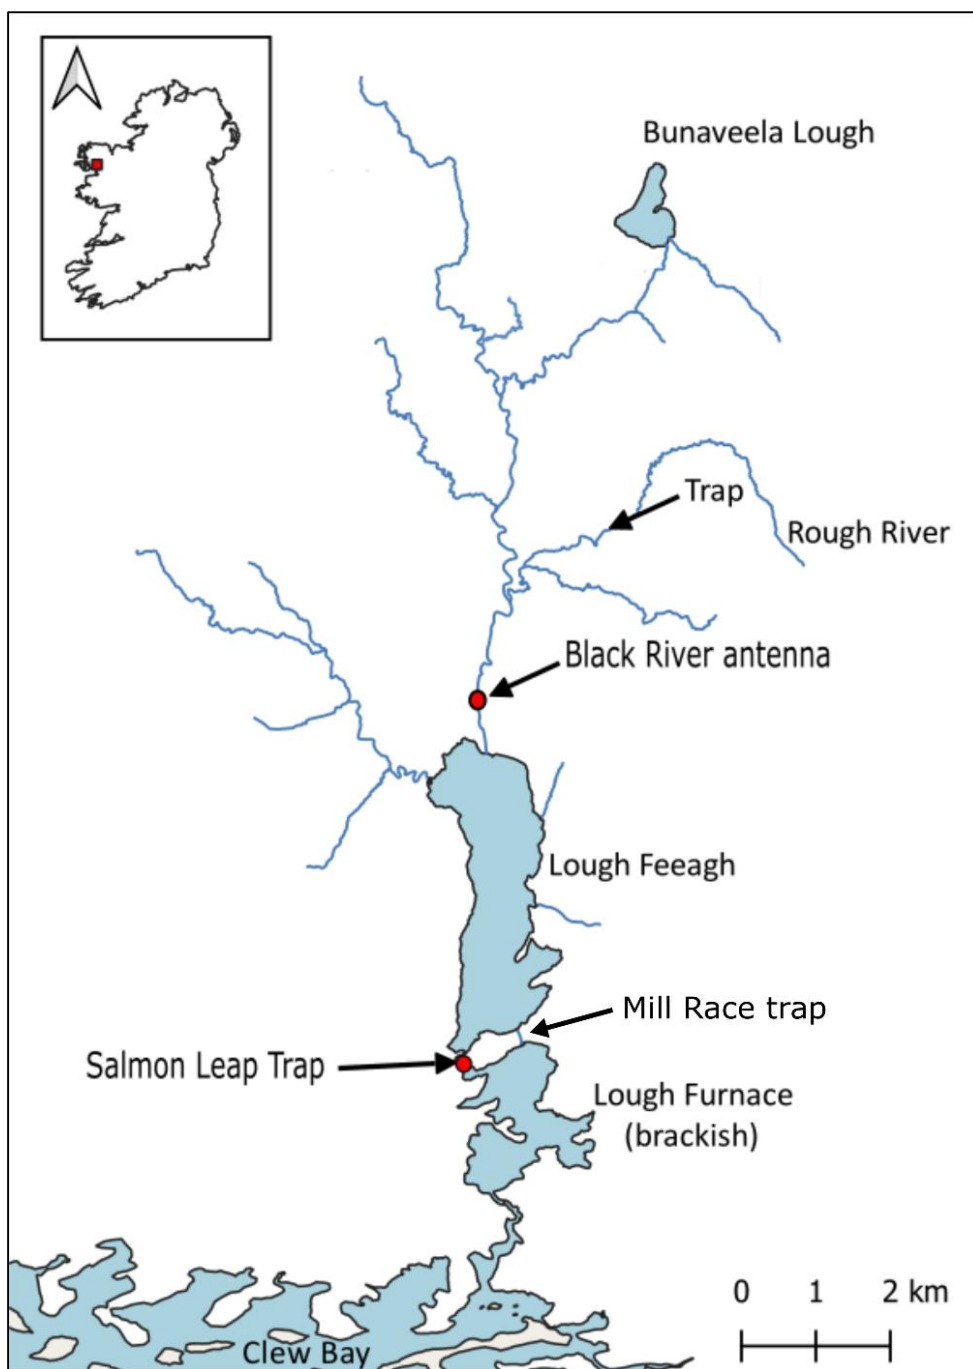 Bunaveela Lough
Trap
Rough River
Black River antenna
Lough Feeagh
Mill Race trap
Salmon Leap Trap
Lough Furnace
(brackish)
0 1 2 km
Clew Bay